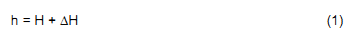 h = H + ΔH (1)